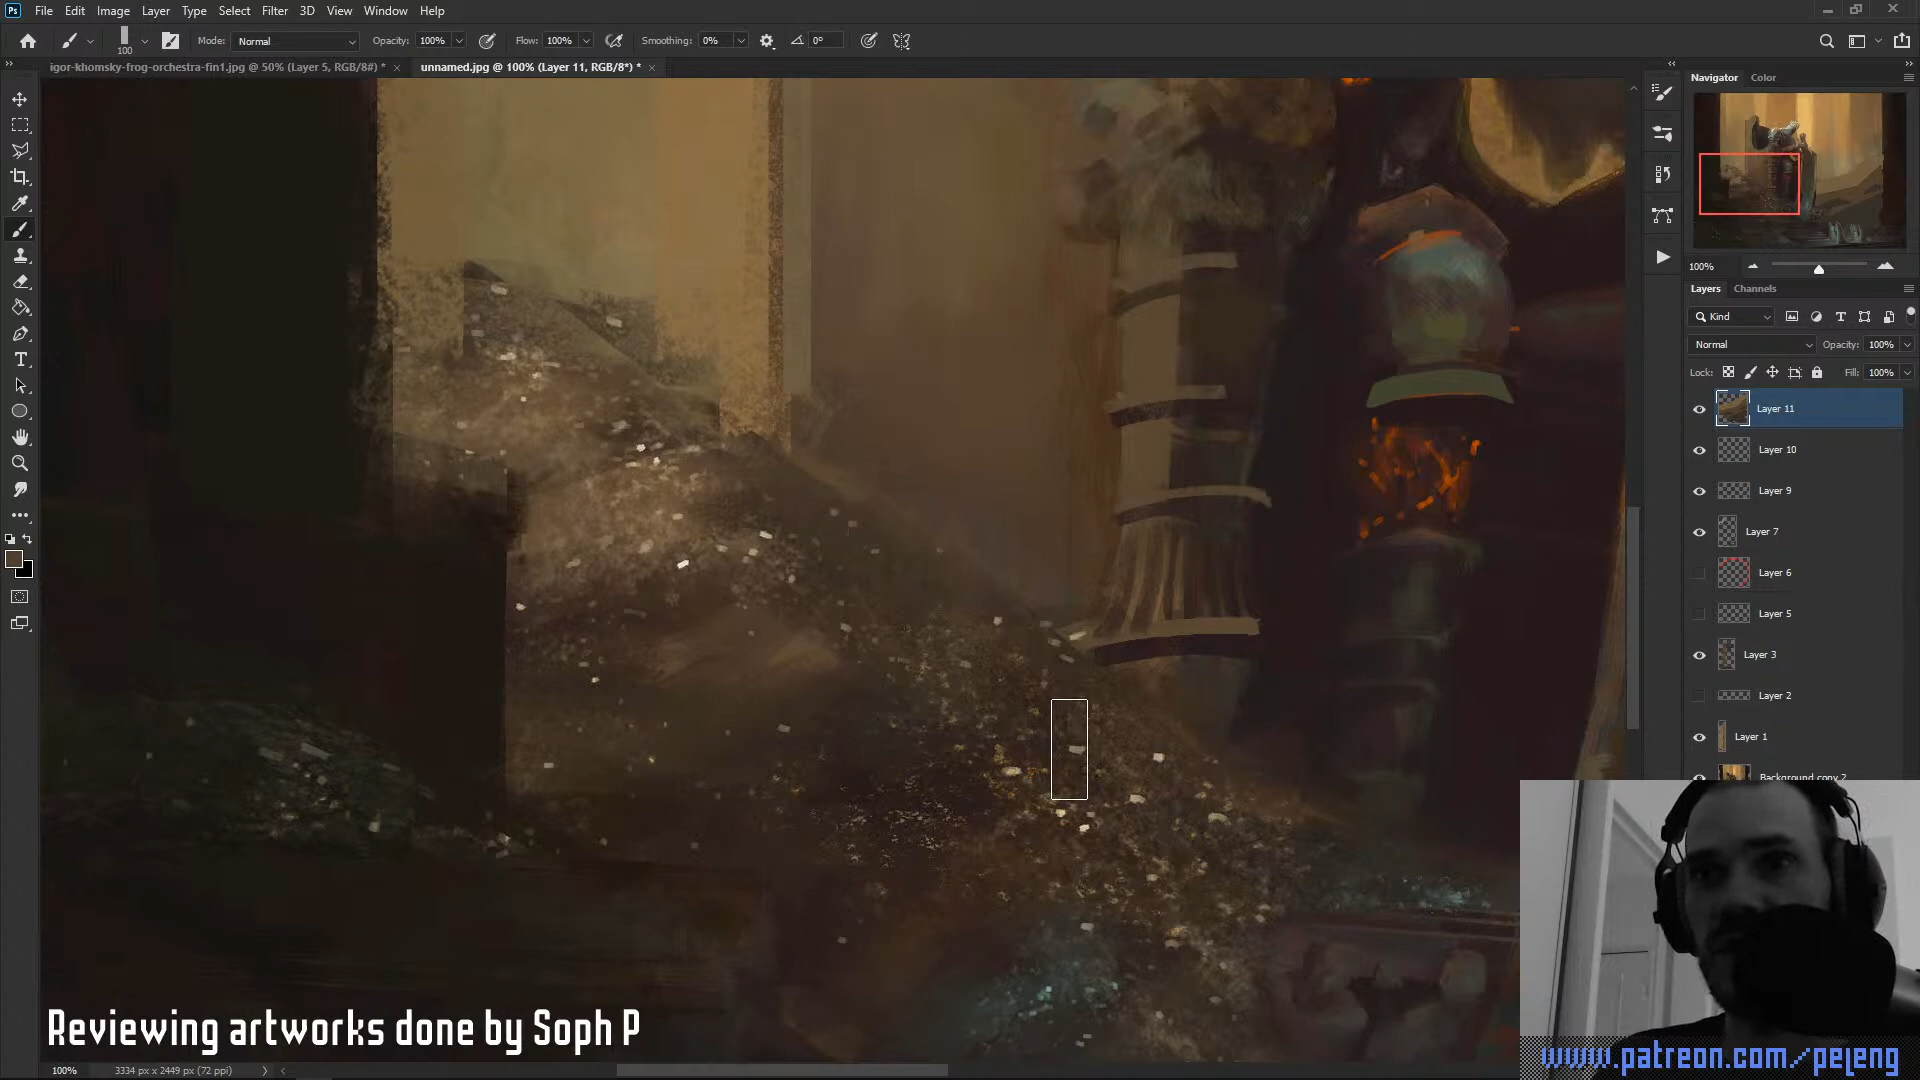 Ps File Edit Image Layer Type Select Filter 3D View Window Help
100 Mode: Normal Opacity: 100% Flow: 100% Smoothing: 0% 0°
igor-khomsky-frog-orchestra-fin1.jpg @ 50% (Layer 5, RGB/8#) * × unnamed.jpg @ 100% (Layer 11, RGB/8*) * ×
Navigator Color
100%
Layers Channels
Kind
Normal Opacity: 100%
Lock: Fill: 100%
Layer 11
Layer 10
Layer 9
Layer 7
Layer 6
Layer 5
Layer 3
Layer 2
Layer 1
Background copy 2
Reviewing artworks done by Soph P
www.patreon.com/peleng
100% 3334 px x 2449 px (72 ppi)